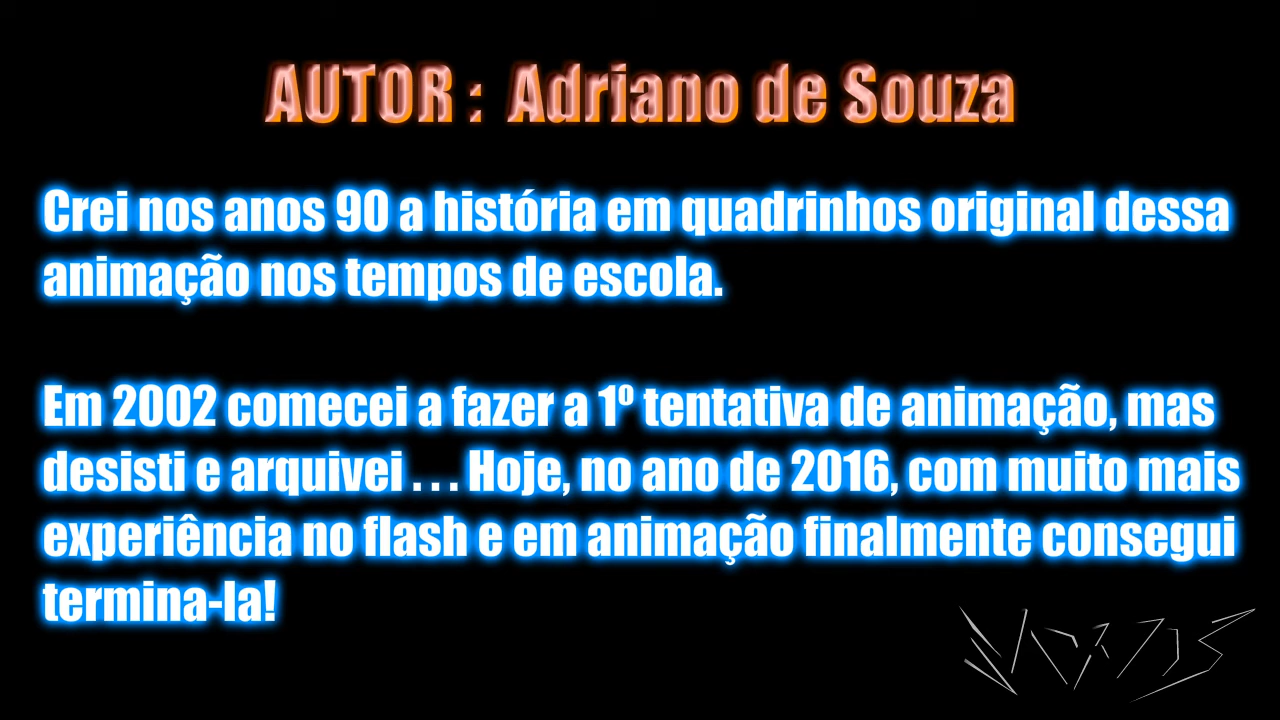 AUTOR : Adriano de Souza
Crei nos anos 90 a história em quadrinhos original dessa
animação nos tempos de escola.
Em 2002 comecei a fazer a 1º tentativa de animação, mas
desisti e arquivei . . . Hoje, no ano de 2016, com muito mais
experiência no flash e em animação finalmente consegui
termina-la!